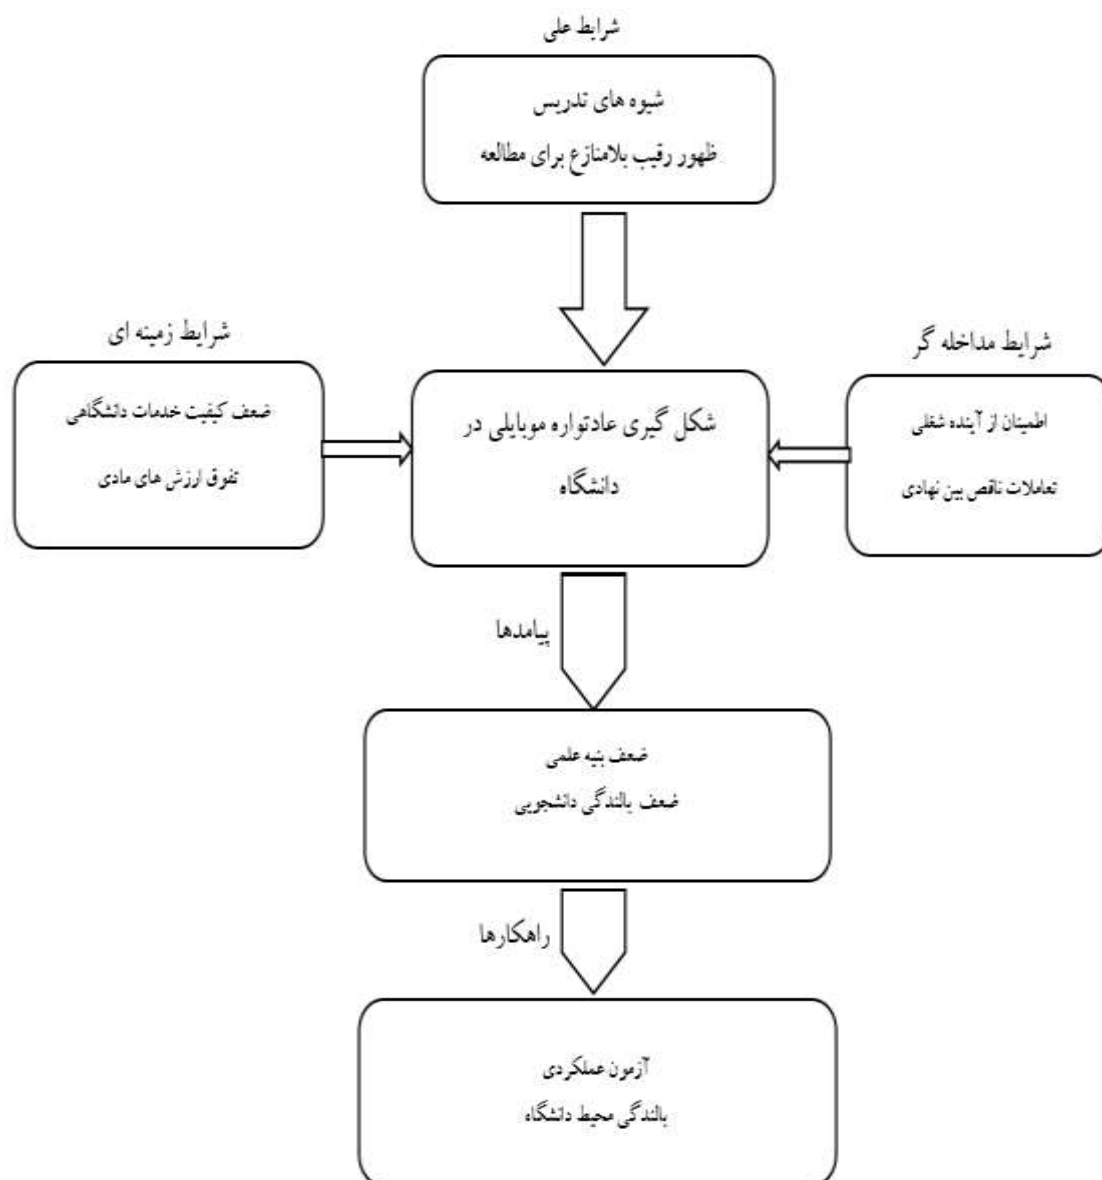 شرایط علی
شیوه های تدریس
ظهور رقیب بلامنازع برای مطالعه
شرایط مداخله گر
اطمینان از آینده شغلی
تعاملات ناقص بین نهادی
شکل گیری عادتواره موبایلی در
دانشگاه
شرایط زمینه ای
ضعف کیفیت خدمات دانشگاهی
تفوق ارزش های مادی
پیامدها
ضعف بنیه علمی
ضعف بالندگی دانشجویی
راهکارها
آزمون عملکردی
بالندگی محیط دانشگاه